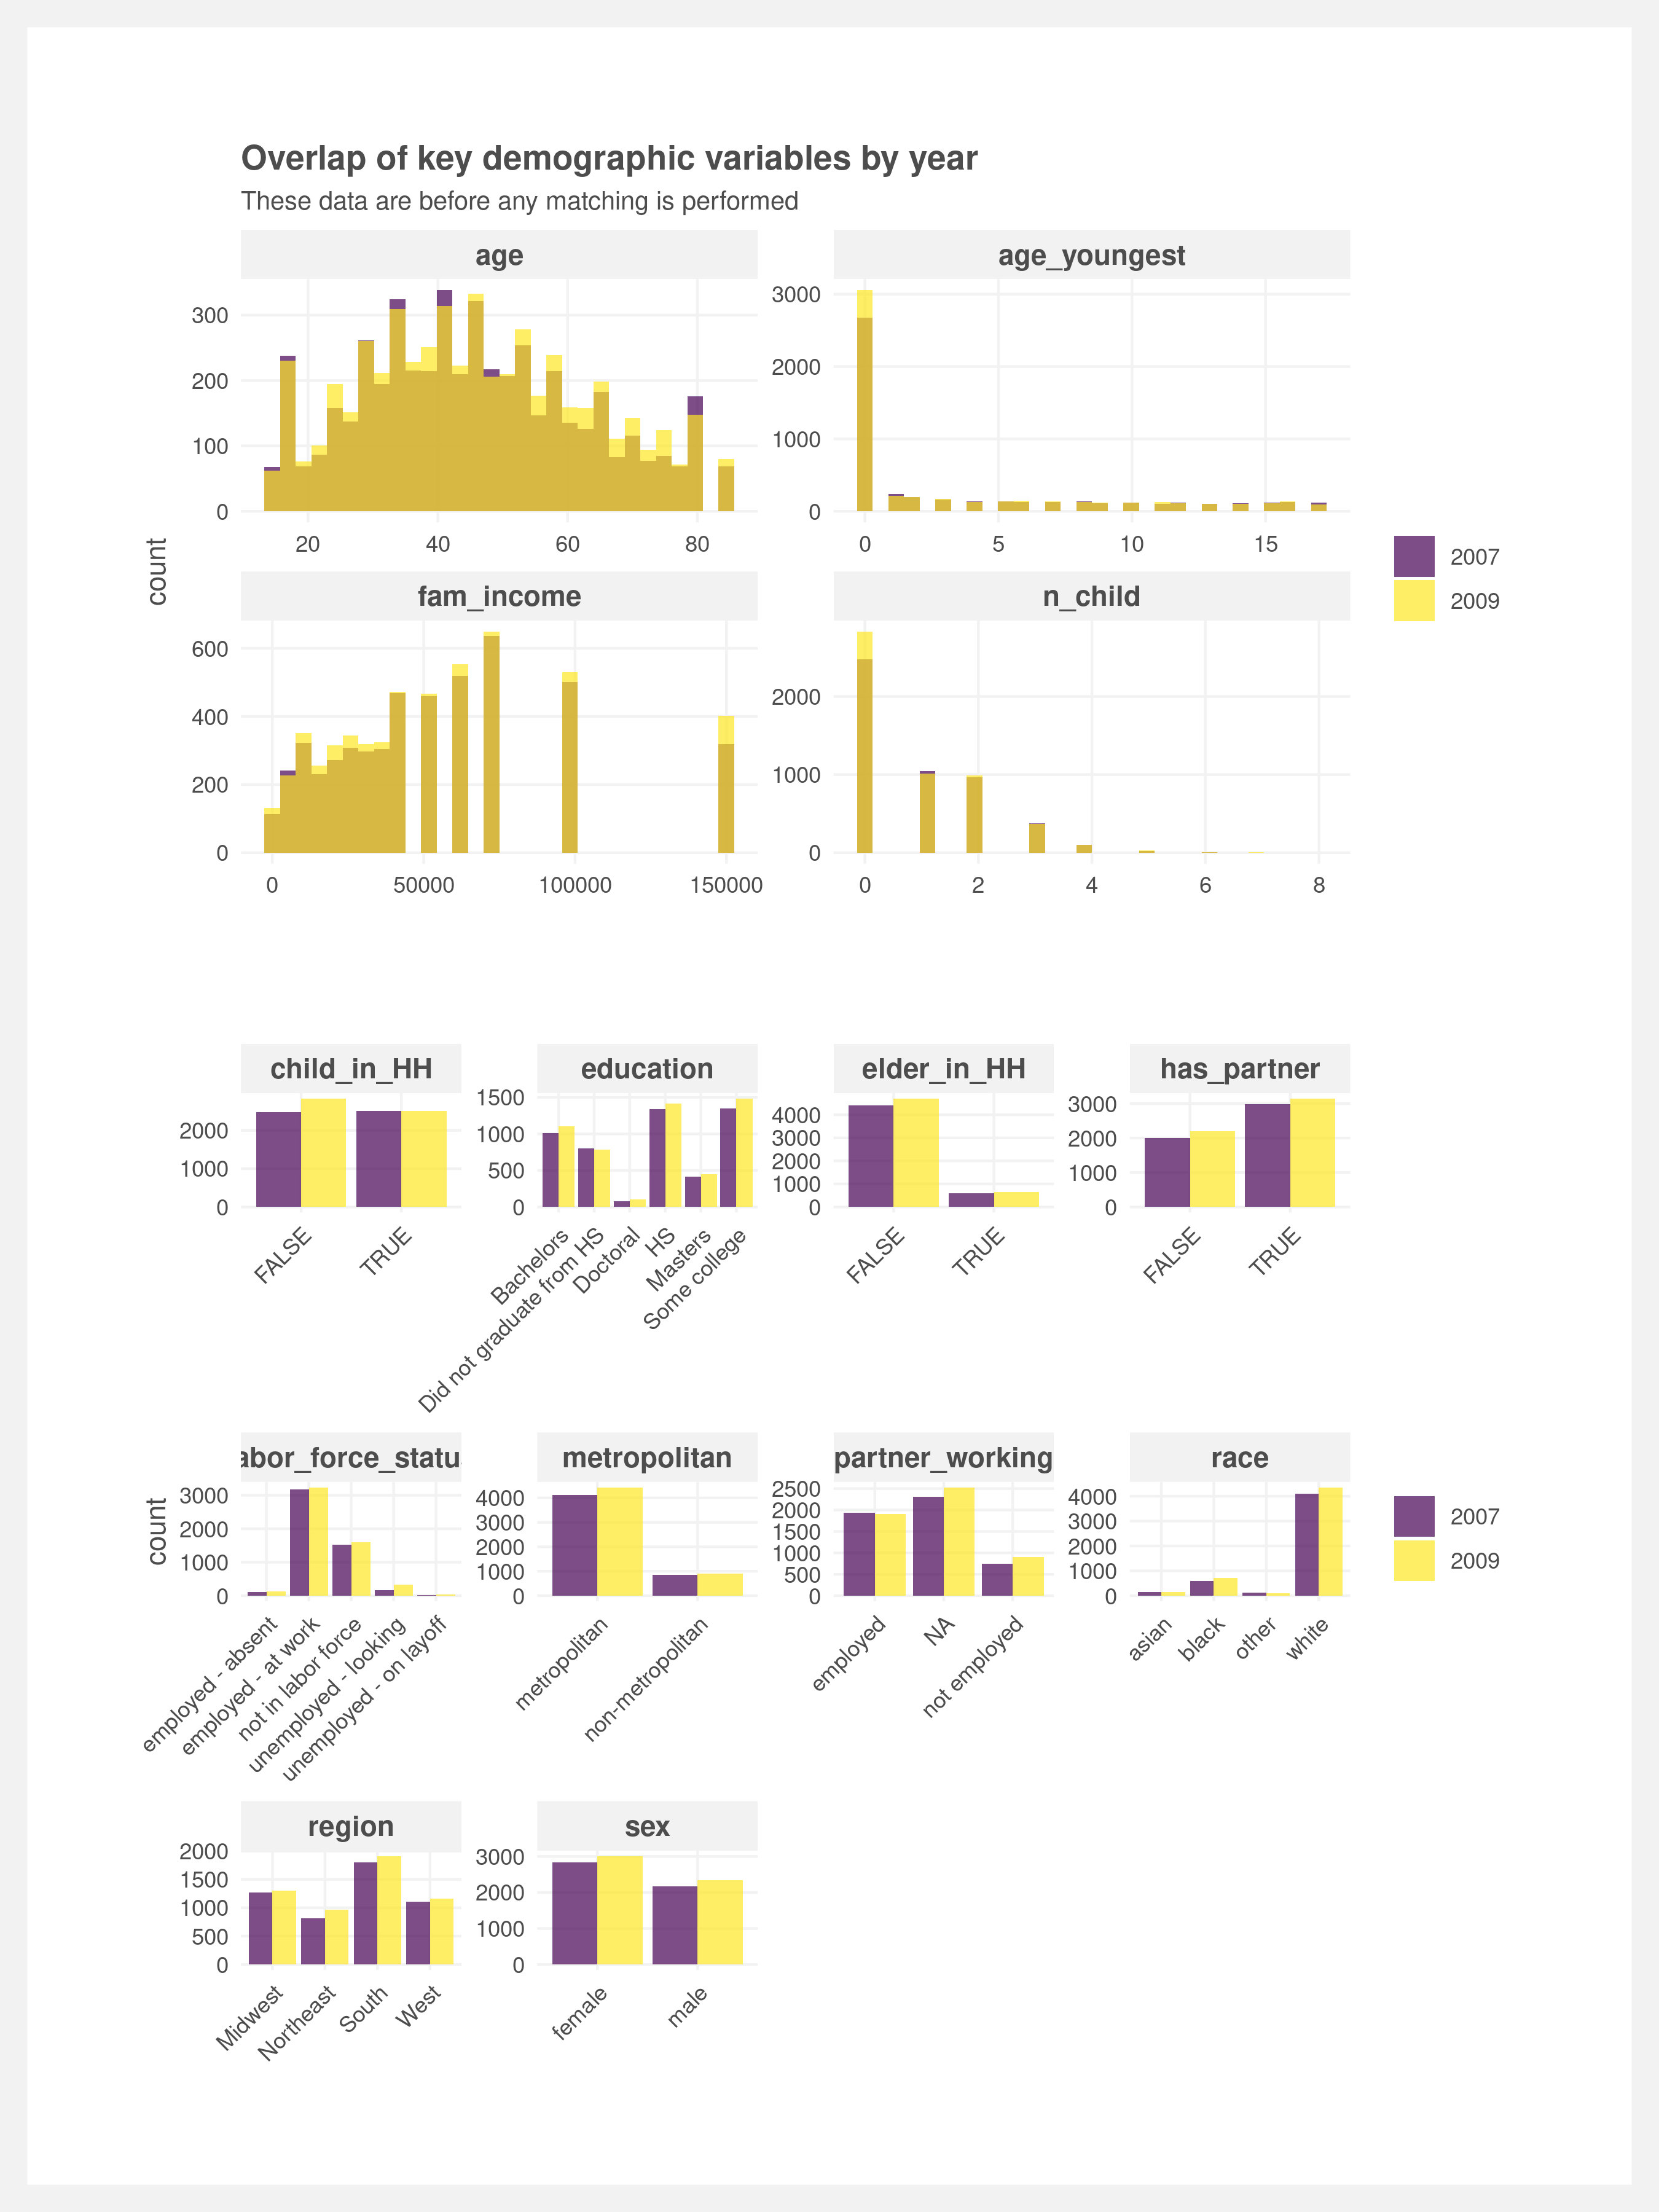 Overlap of key demographic variables by year
These data are before any matching is performed
age
age_youngest
300
200
100
0
20 40 60 80
3000
2000
1000
0
0 5 10 15
count
2007
2009
fam_income
n_child
600
400
200
0
0 50000 100000 150000
2000
1000
0
0 2 4 6 8
child_in_HH
education
elder_in_HH
has_partner
2000
1000
0
FALSE TRUE
1500
1000
500
0
Bachelors
Did not graduate from HS
Doctoral
HS
Masters
Some college
4000
3000
2000
1000
0
FALSE TRUE
3000
2000
1000
0
FALSE TRUE
abor_force_statu
metropolitan
partner_working
race
count
3000
2000
1000
0
employed - absent
employed - at work
not in labor force
unemployed - looking
unemployed - on layoff
4000
3000
2000
1000
0
metropolitan
non-metropolitan
2500
2000
1500
1000
500
0
employed
NA
not employed
4000
3000
2000
1000
0
asian
black
other
white
2007
2009
region
sex
2000
1500
1000
500
0
Midwest
Northeast
South
West
3000
2000
1000
0
female
male